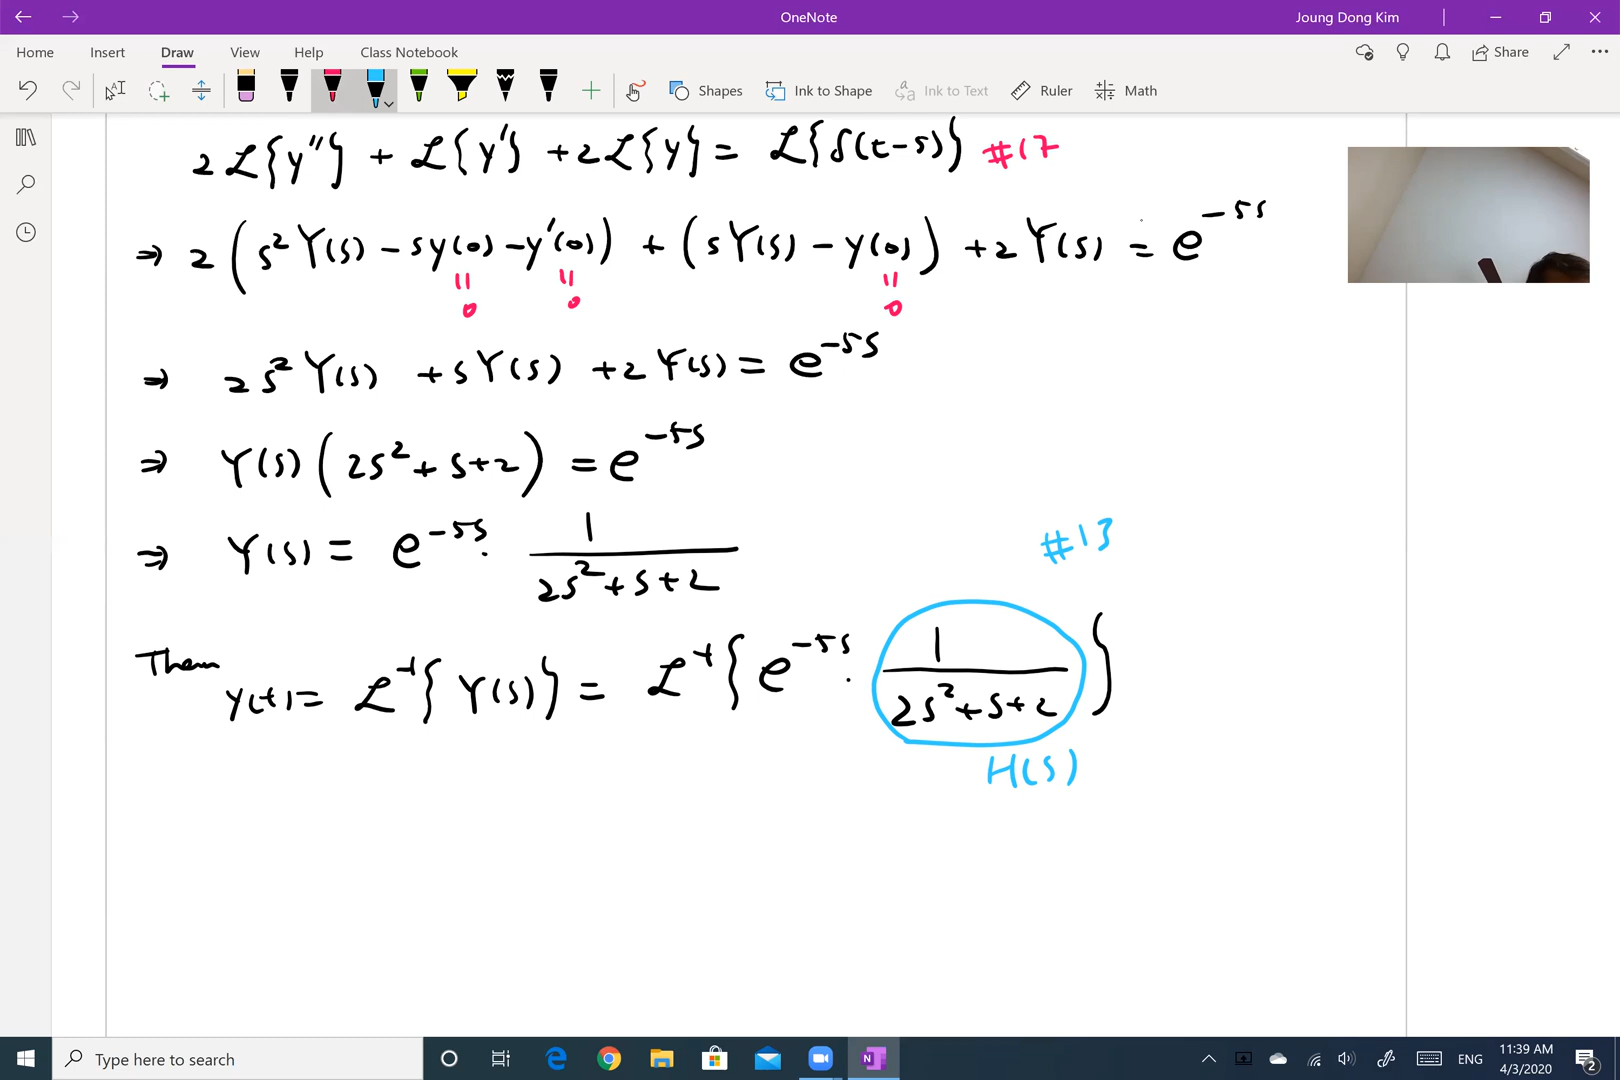 OneNote
Joung Dong Kim
Home Insert Draw View Help Class Notebook
Share
Shapes Ink to Shape Ink to Text Ruler Math
2ℒ{y''} + ℒ{y'} + 2ℒ{y} = ℒ{δ(t-5)} #17
⇒ 2(s²Y(s) - sy(0) - y'(0)) + (sY(s) - y(0)) + 2Y(s) = e^{-5s}
= 0 = 0 = 0
⇒ 2s²Y(s) + sY(s) + 2Y(s) = e^{-5s}
⇒ Y(s)(2s²+s+2) = e^{-5s}
⇒ Y(s) = e^{-5s} · 1/(2s²+s+2)
#13
Then y(t) = ℒ⁻¹{Y(s)} = ℒ⁻¹{e^{-5s} · 1/(2s²+s+2)}
H(s)
Type here to search
ENG
11:39 AM
4/3/2020
2